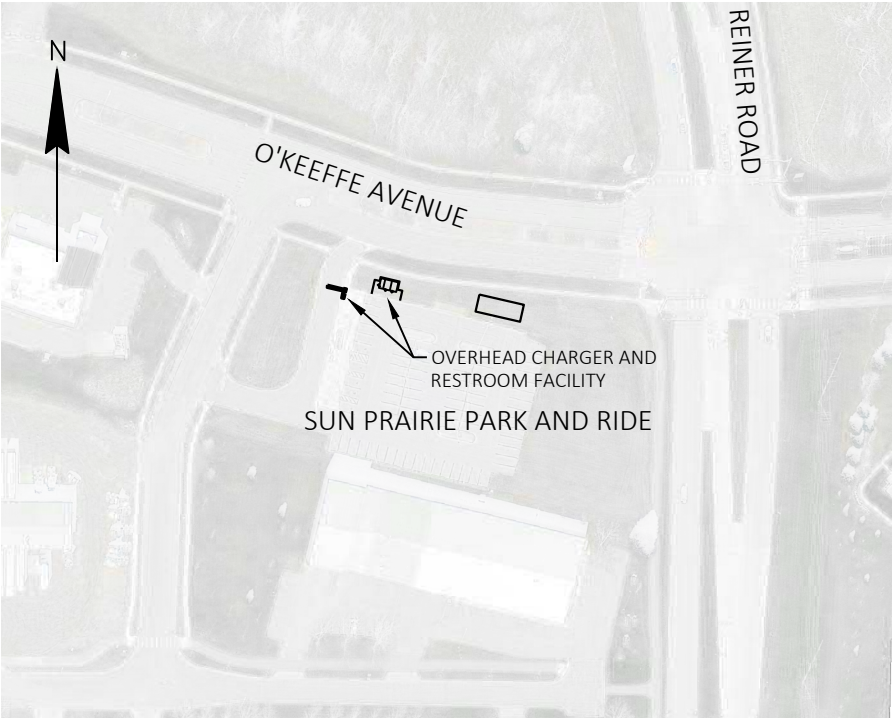 N
REINER ROAD
O'KEEFFE AVENUE
OVERHEAD CHARGER AND
RESTROOM FACILITY
SUN PRAIRIE PARK AND RIDE